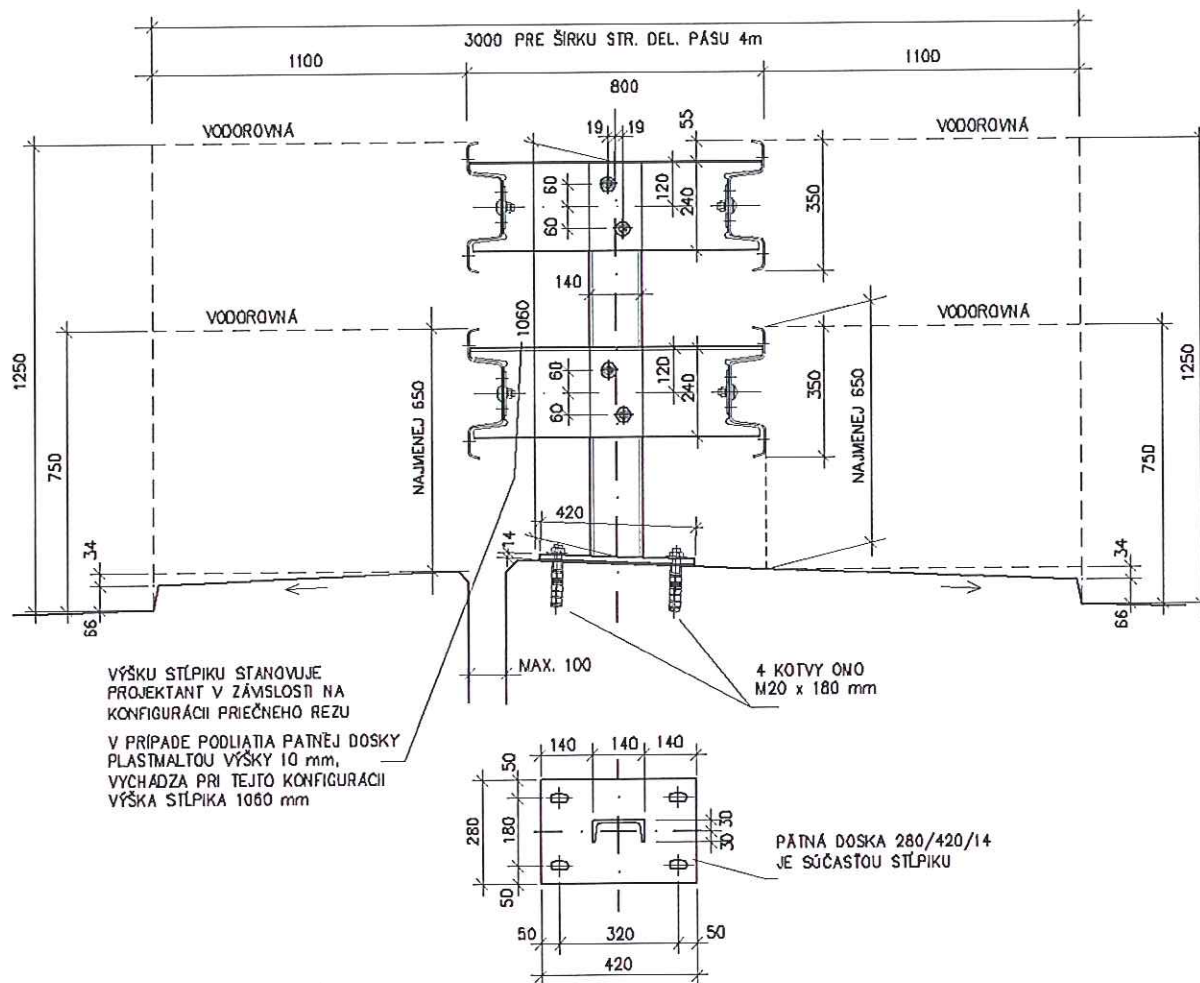 3000 PRE ŠÍRKU STR. DEL. PÁSU 4m
1100
800
1100
VODOROVNÁ
19
19
55
VODOROVNÁ
60
60
120
240
350
140
1250
VODOROVNÁ
1060
VODOROVNÁ
60
60
120
240
350
NAJMENEJ 650
1250
750
NAJMENEJ 650
750
420
14
34
66
34
66
MAX. 100
VÝŠKU STĹPIKU STANOVUJE
PROJEKTANT V ZÁVISLOSTI NA
KONFIGURÁCII PRIEČNEHO REZU
V PRÍPADE PODLIATIA PATNEJ DOSKY
PLASTMALTOU VÝŠKY 10 mm,
VYCHÁDZA PRI TEJTO KONFIGURÁCII
VÝŠKA STĹPIKA 1060 mm
4 KOTVY OMO
M20 x 180 mm
140
140
140
50
280
180
50
30
30
PÄTNÁ DOSKA 280/420/14
JE SÚČASŤOU STĹPIKU
50
320
50
420